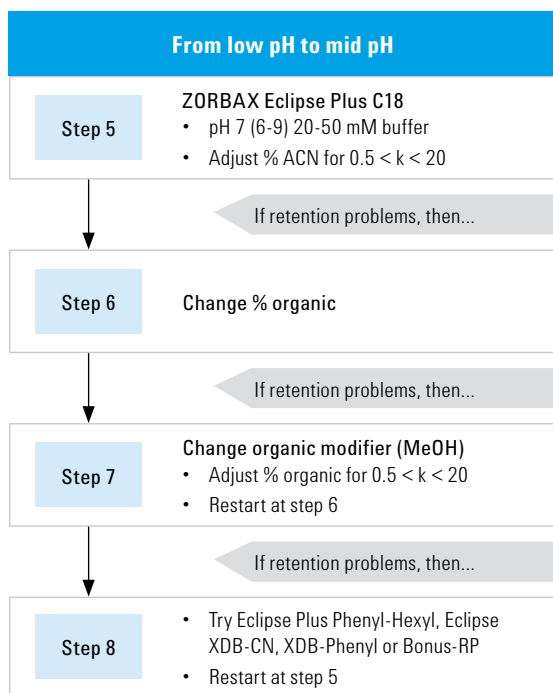 From low pH to mid pH
Step 5
ZORBAX Eclipse Plus C18
• pH 7 (6-9) 20-50 mM buffer
• Adjust % ACN for 0.5 < k < 20
If retention problems, then...
Step 6
Change % organic
If retention problems, then...
Step 7
Change organic modifier (MeOH)
• Adjust % organic for 0.5 < k < 20
• Restart at step 6
If retention problems, then...
Step 8
• Try Eclipse Plus Phenyl-Hexyl, Eclipse
XDB-CN, XDB-Phenyl or Bonus-RP
• Restart at step 5